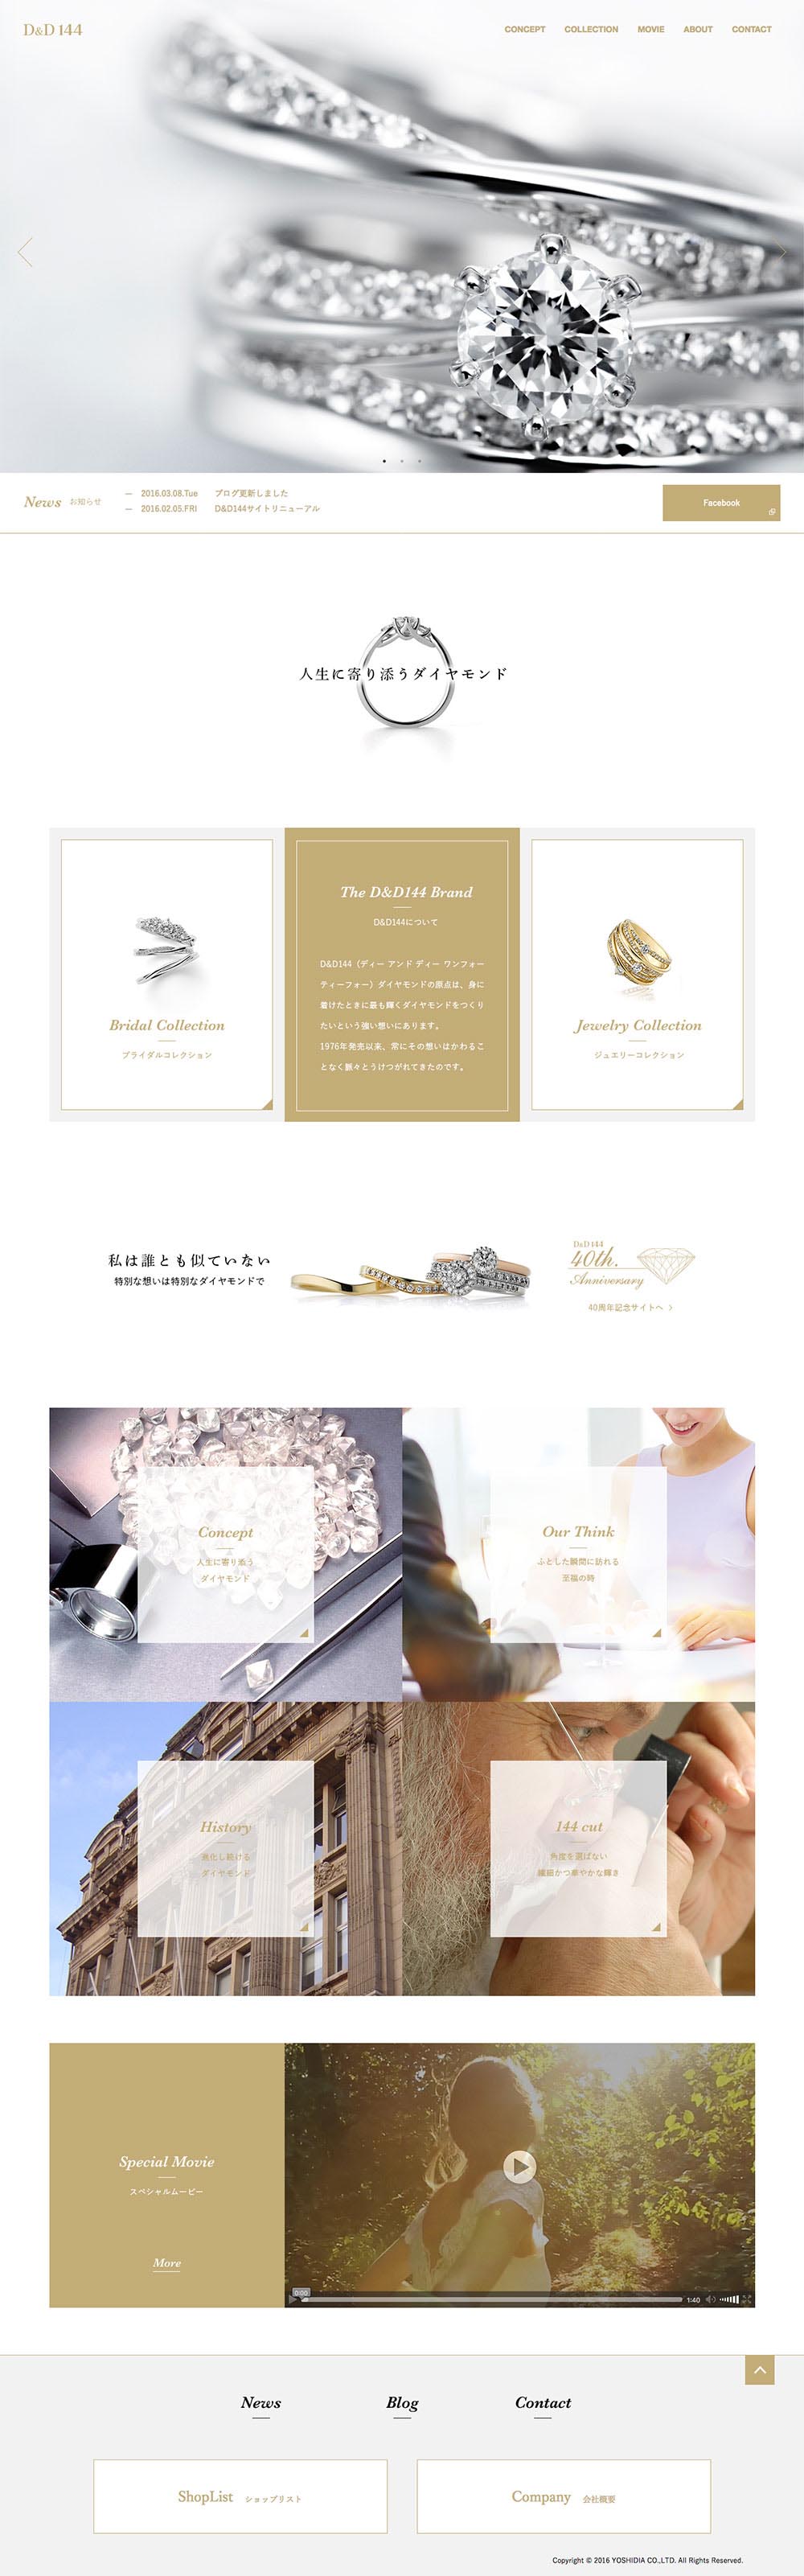 D&D 144
CONCEPT
COLLECTION
MOVIE
ABOUT
CONTACT
News お知らせ
— 2016.03.08.Tue ブログ更新しました
— 2016.02.05.FRI D&D144サイトリニューアル
Facebook
人生に寄り添うダイヤモンド
Bridal Collection
ブライダルコレクション
The D&D144 Brand
D&D144について
D&D144（ディー アンド ディー ワンフォー
ティーフォー）ダイヤモンドの原点は、身に
着けたときに最も輝くダイヤモンドをつくり
たいという強い想いにあります。
1976年発売以来、常にその想いはかわるこ
となく脈々とうけつがれてきたのです。
Jewelry Collection
ジュエリーコレクション
私は誰とも似ていない
特別な想いは特別なダイヤモンドで
D&D 144
40th.
Anniversary
40周年記念サイトへ >
Concept
人生に寄り添う
ダイヤモンド
Our Think
ふとした瞬間に訪れる
至福の時
History
進化し続ける
ダイヤモンド
144 cut
角度を選ばない
繊細かつ華やかな輝き
Special Movie
スペシャルムービー
More
0:00
1:40
News
Blog
Contact
ShopList ショップリスト
Company 会社概要
Copyright © 2016 YOSHIDIA CO.,LTD. All Rights Reserved.